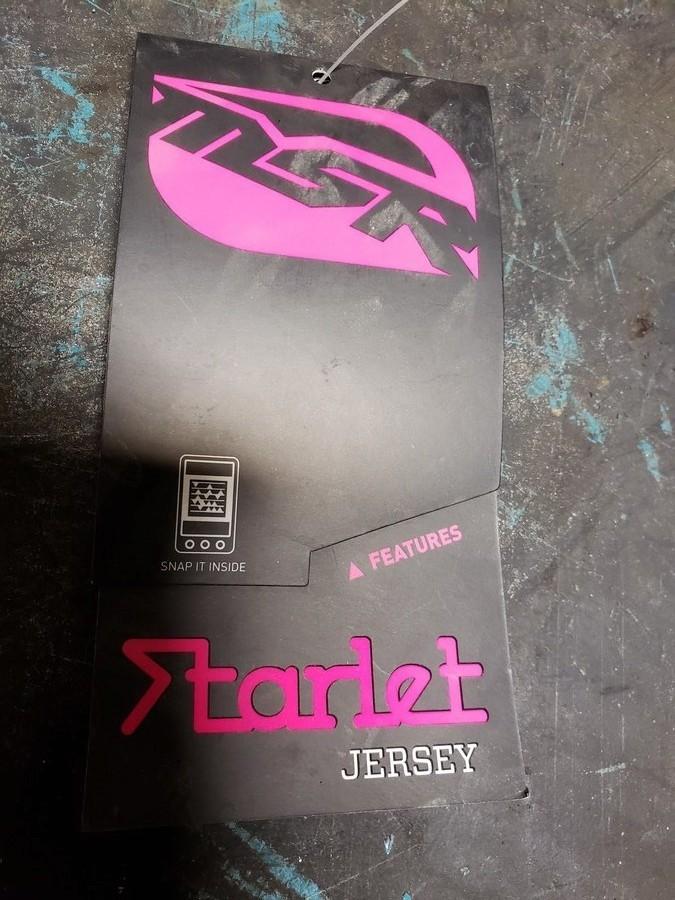 MSR
SNAP IT INSIDE
▲ FEATURES
Starlet
JERSEY